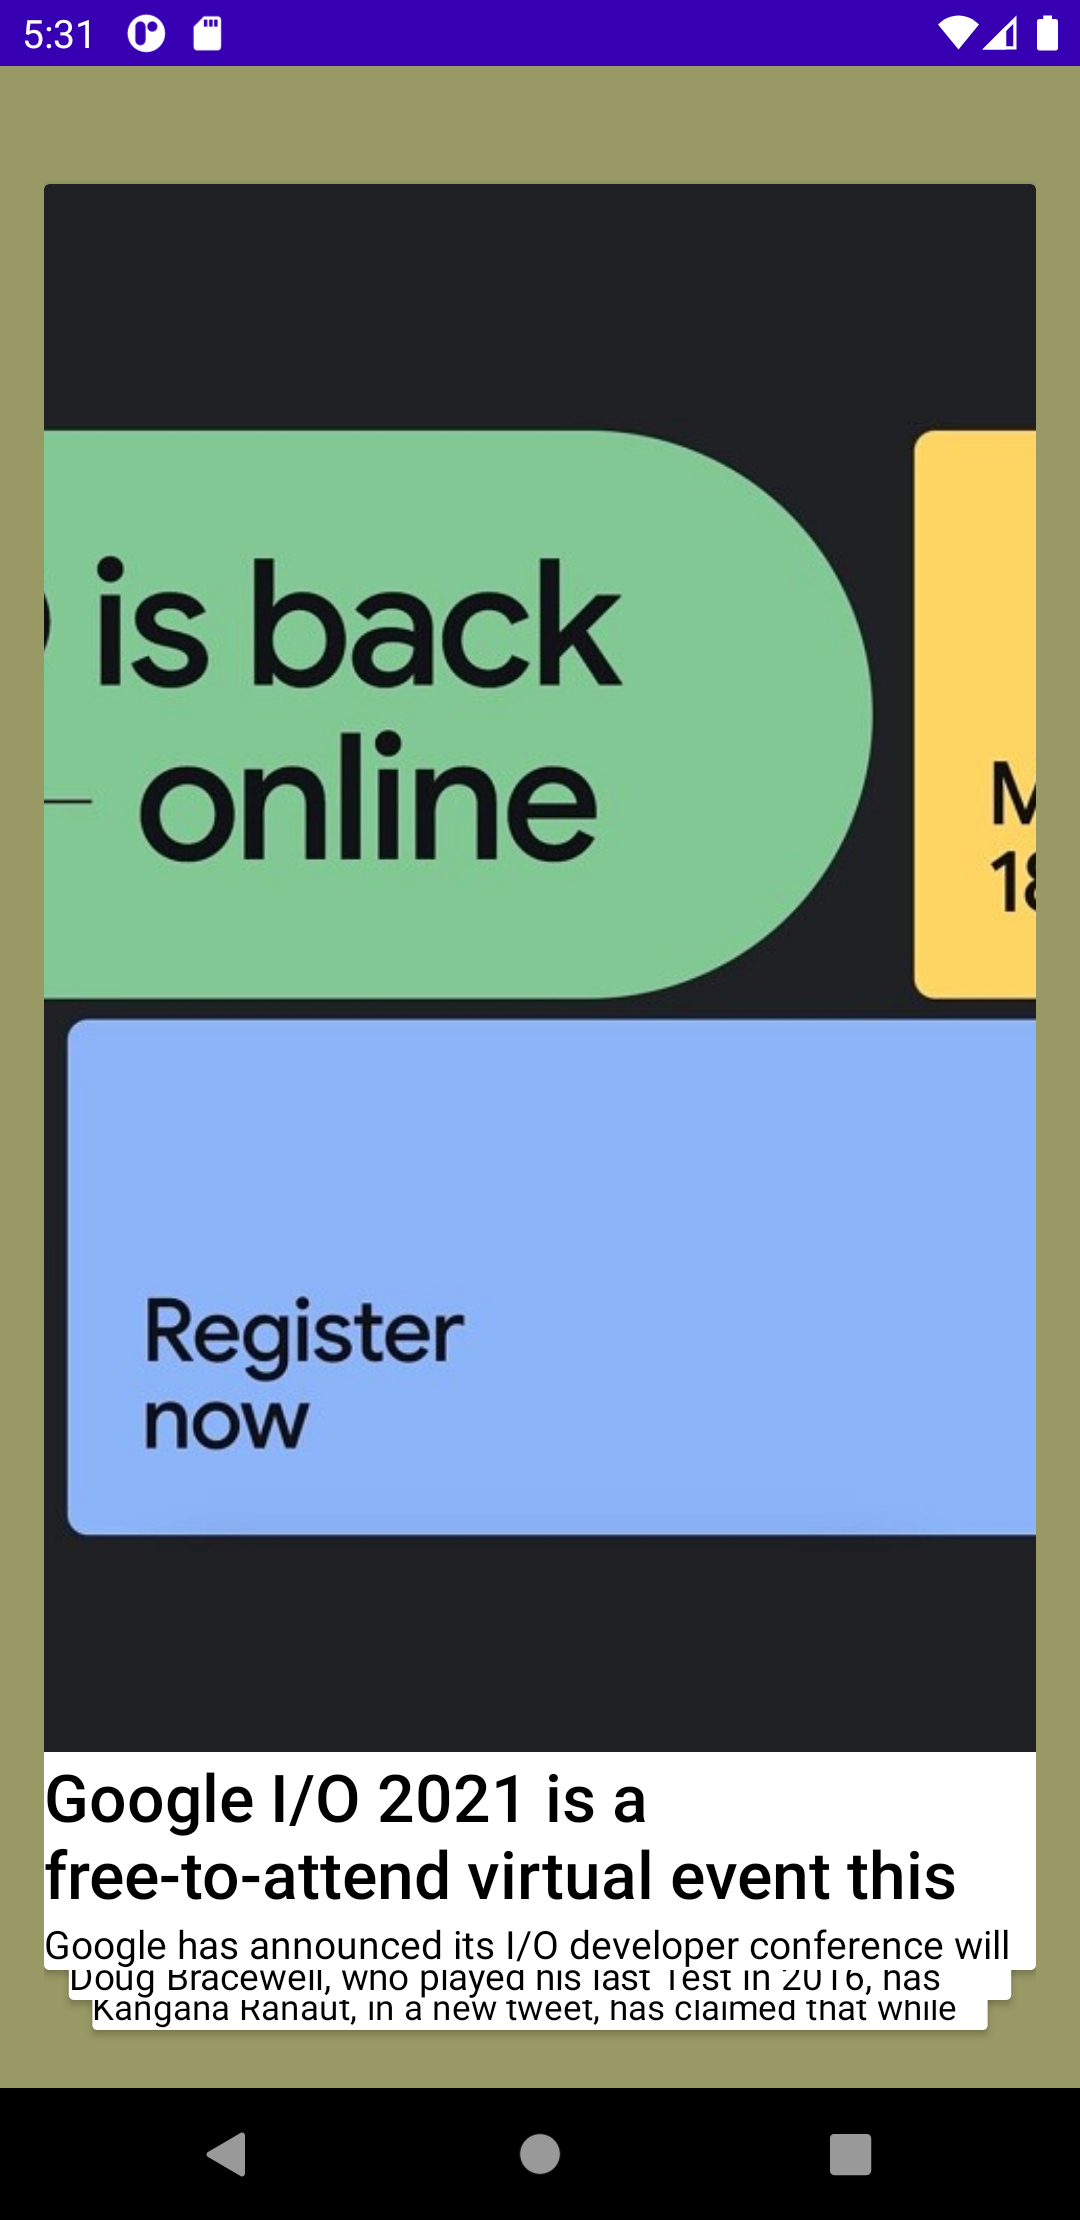 5:31
is back
online
M
18
Register
now
Google I/O 2021 is a
free-to-attend virtual event this
Google has announced its I/O developer conference will
Doug Bracewell, who played his last Test in 2016, has
Kangana Ranaut, in a new tweet, has claimed that while